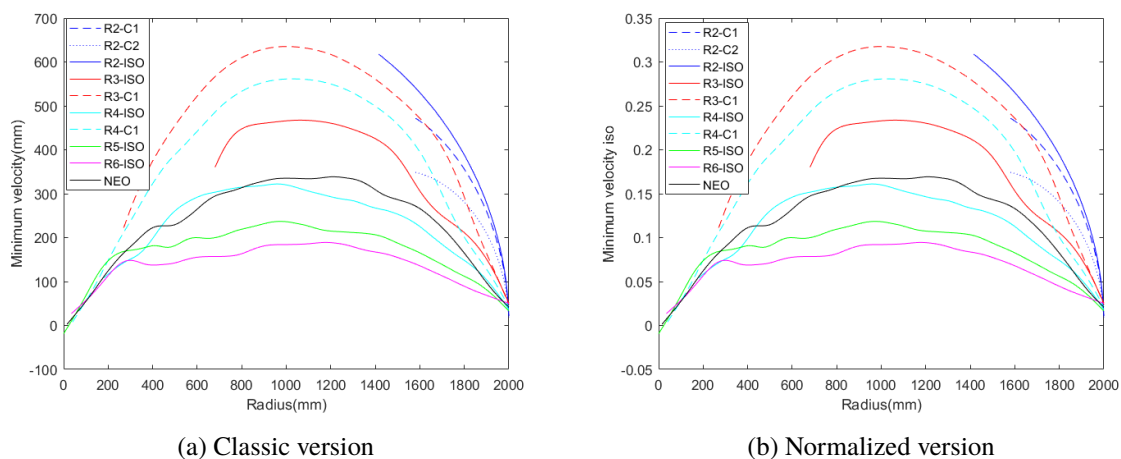 700
600
500
400
300
200
100
0
-100
Minimum velocity(mm)
R2-C1
R2-C2
R2-ISO
R3-ISO
R3-C1
R4-ISO
R4-C1
R5-ISO
R6-ISO
NEO
0 200 400 600 800 1000 1200 1400 1600 1800 2000
Radius(mm)
(a) Classic version
0.35
0.3
0.25
0.2
0.15
0.1
0.05
0
-0.05
Minimum velocity iso
R2-C1
R2-C2
R2-ISO
R3-ISO
R3-C1
R4-ISO
R4-C1
R5-ISO
R6-ISO
NEO
0 200 400 600 800 1000 1200 1400 1600 1800 2000
Radius(mm)
(b) Normalized version